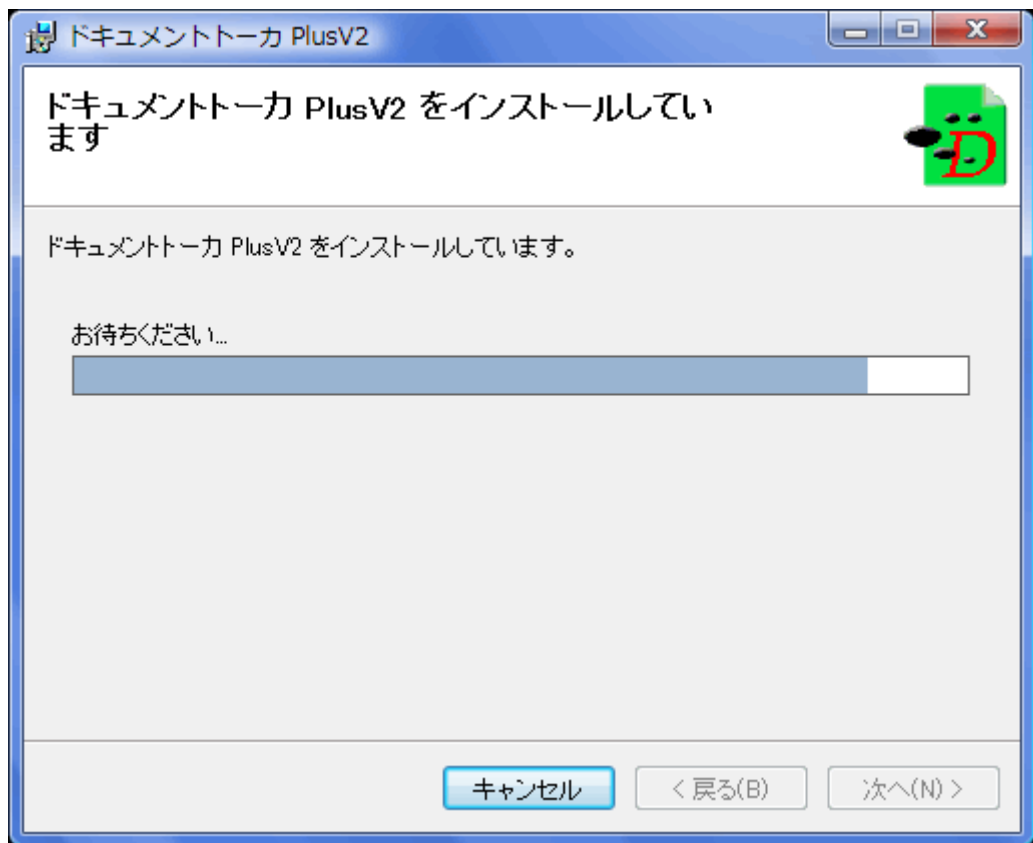 ドキュメントトーカ PlusV2
ドキュメントトーカ PlusV2 をインストールしてい
ます
D
ドキュメントトーカ PlusV2 をインストールしています。
お待ちください...
キャンセル
< 戻る(B)
次へ(N) >